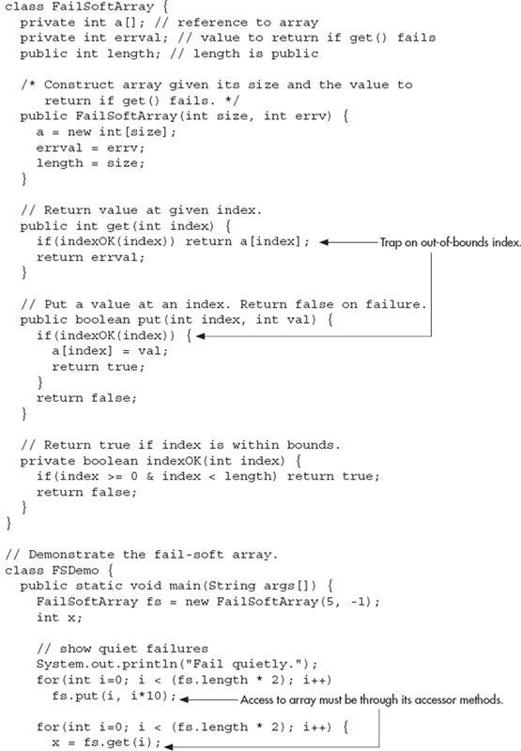 class FailSoftArray {
private int a[]; // reference to array
private int errval; // value to return if get() fails
public int length; // length is public
/* Construct array given its size and the value to
return if get() fails. */
public FailSoftArray(int size, int errv) {
a = new int[size];
errval = errv;
length = size;
}
// Return value at given index.
public int get(int index) {
if(indexOK(index)) return a[index];
Trap on out-of-bounds index.
return errval;
}
// Put a value at an index. Return false on failure.
public boolean put(int index, int val) {
if(indexOK(index)) {
a[index] = val;
return true;
}
return false;
}
// Return true if index is within bounds.
private boolean indexOK(int index) {
if(index >= 0 & index < length) return true;
return false;
}
}
// Demonstrate the fail-soft array.
class FSDemo {
public static void main(String args[]) {
FailSoftArray fs = new FailSoftArray(5, -1);
int x;
// show quiet failures
System.out.println("Fail quietly.");
for(int i=0; i < (fs.length * 2); i++)
fs.put(i, i*10);
Access to array must be through its accessor methods.
for(int i=0; i < (fs.length * 2); i++) {
x = fs.get(i);